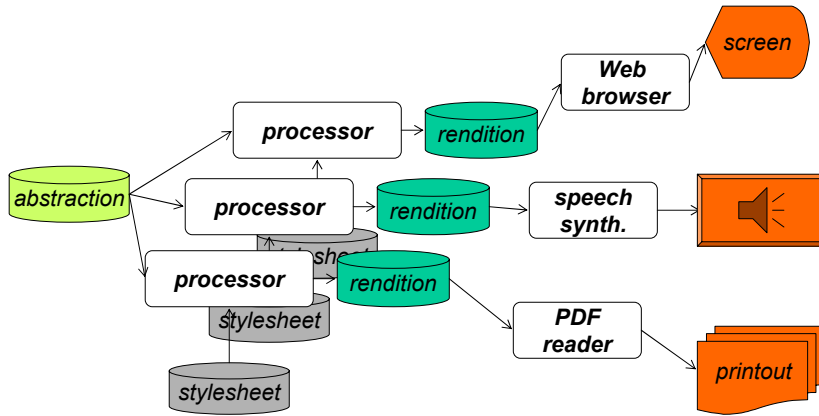 screen
Web
browser
processor
rendition
abstraction
processor
rendition
speech
synth.
processor
rendition
stylesheet
PDF
reader
printout
stylesheet